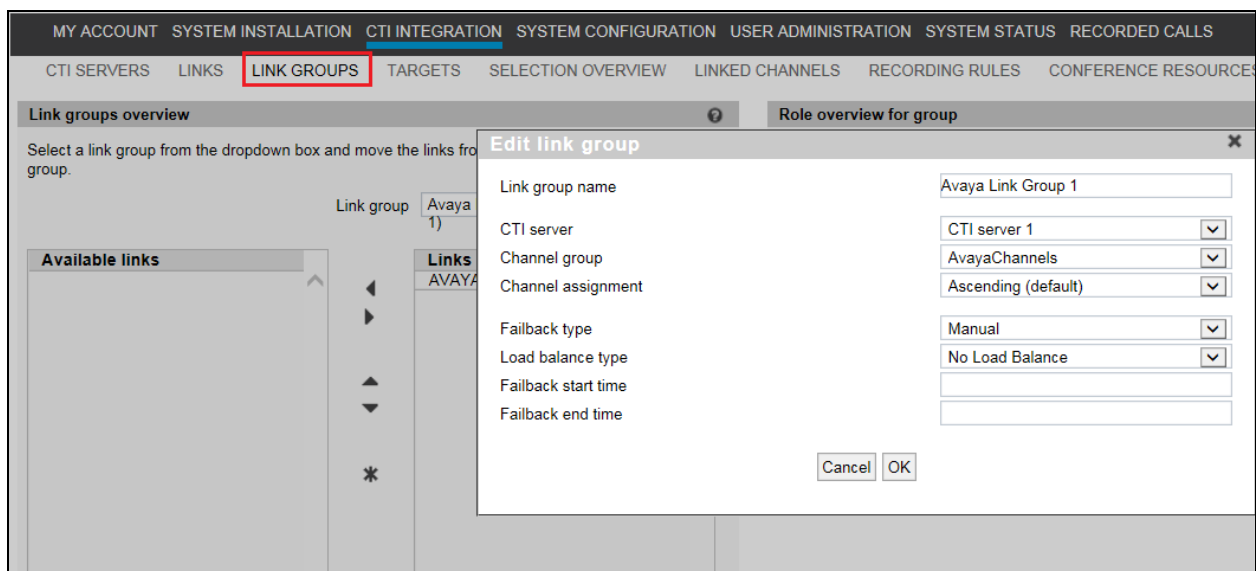 MY ACCOUNT SYSTEM INSTALLATION CTI INTEGRATION SYSTEM CONFIGURATION USER ADMINISTRATION SYSTEM STATUS RECORDED CALLS
CTI SERVERS LINKS LINK GROUPS TARGETS SELECTION OVERVIEW LINKED CHANNELS RECORDING RULES CONFERENCE RESOURCES
Link groups overview
Role overview for group
Select a link group from the dropdown box and move the links fro
group.
Link group Avaya
1)
Available links
Links
AVAYA
Edit link group
Link group name Avaya Link Group 1
CTI server CTI server 1
Channel group AvayaChannels
Channel assignment Ascending (default)
Failback type Manual
Load balance type No Load Balance
Failback start time
Failback end time
Cancel OK